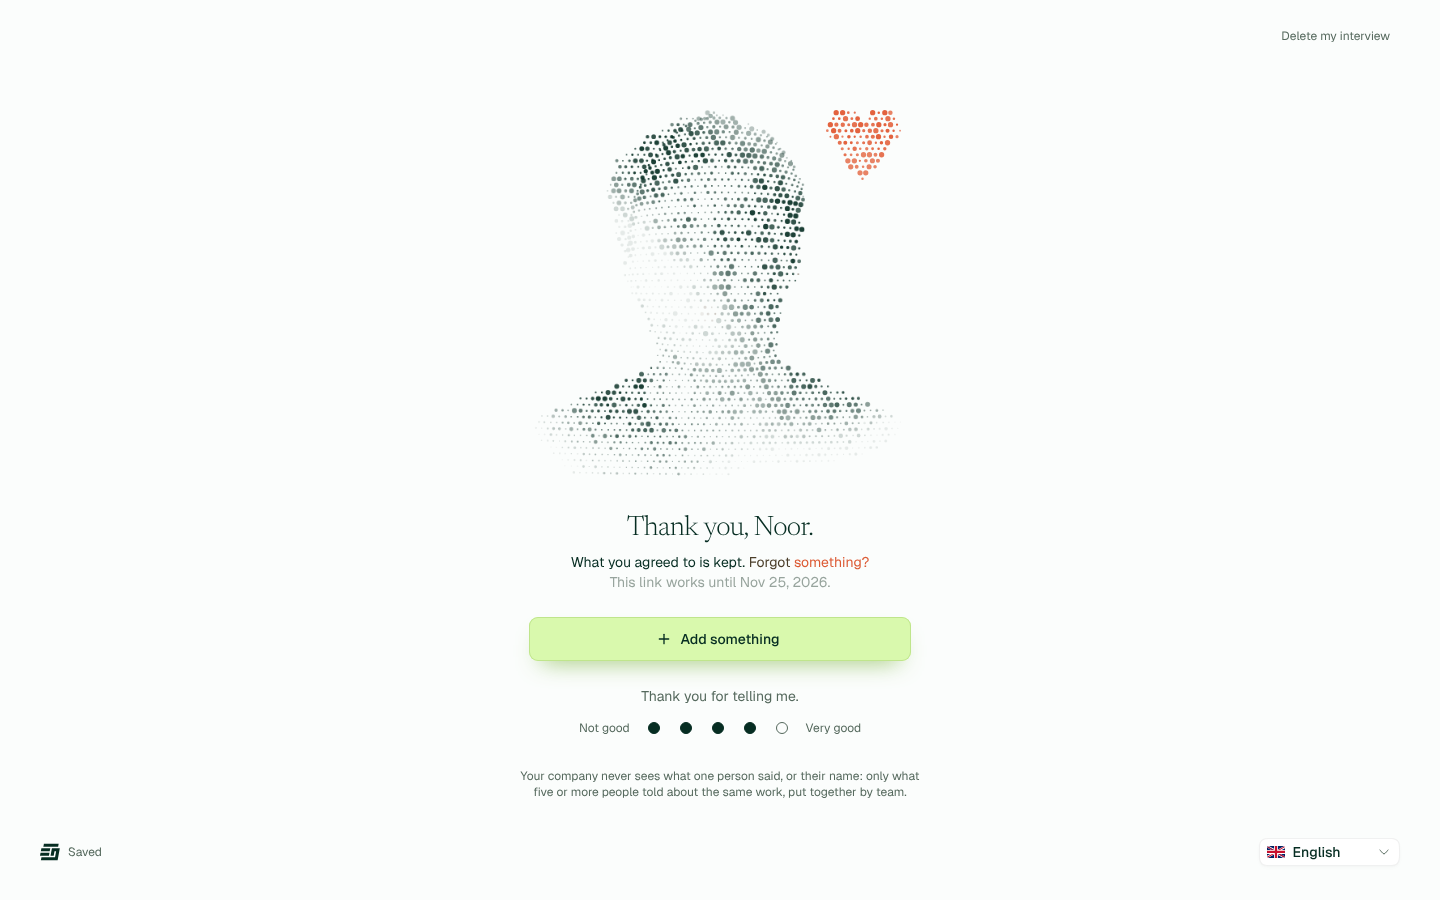 Delete my interview
Thank you, Noor.
What you agreed to is kept. Forgot something?
This link works until Nov 25, 2026.
Add something
Thank you for telling me.
Not good
Very good
Your company never sees what one person said, or their name: only what
five or more people told about the same work, put together by team.
Saved
English